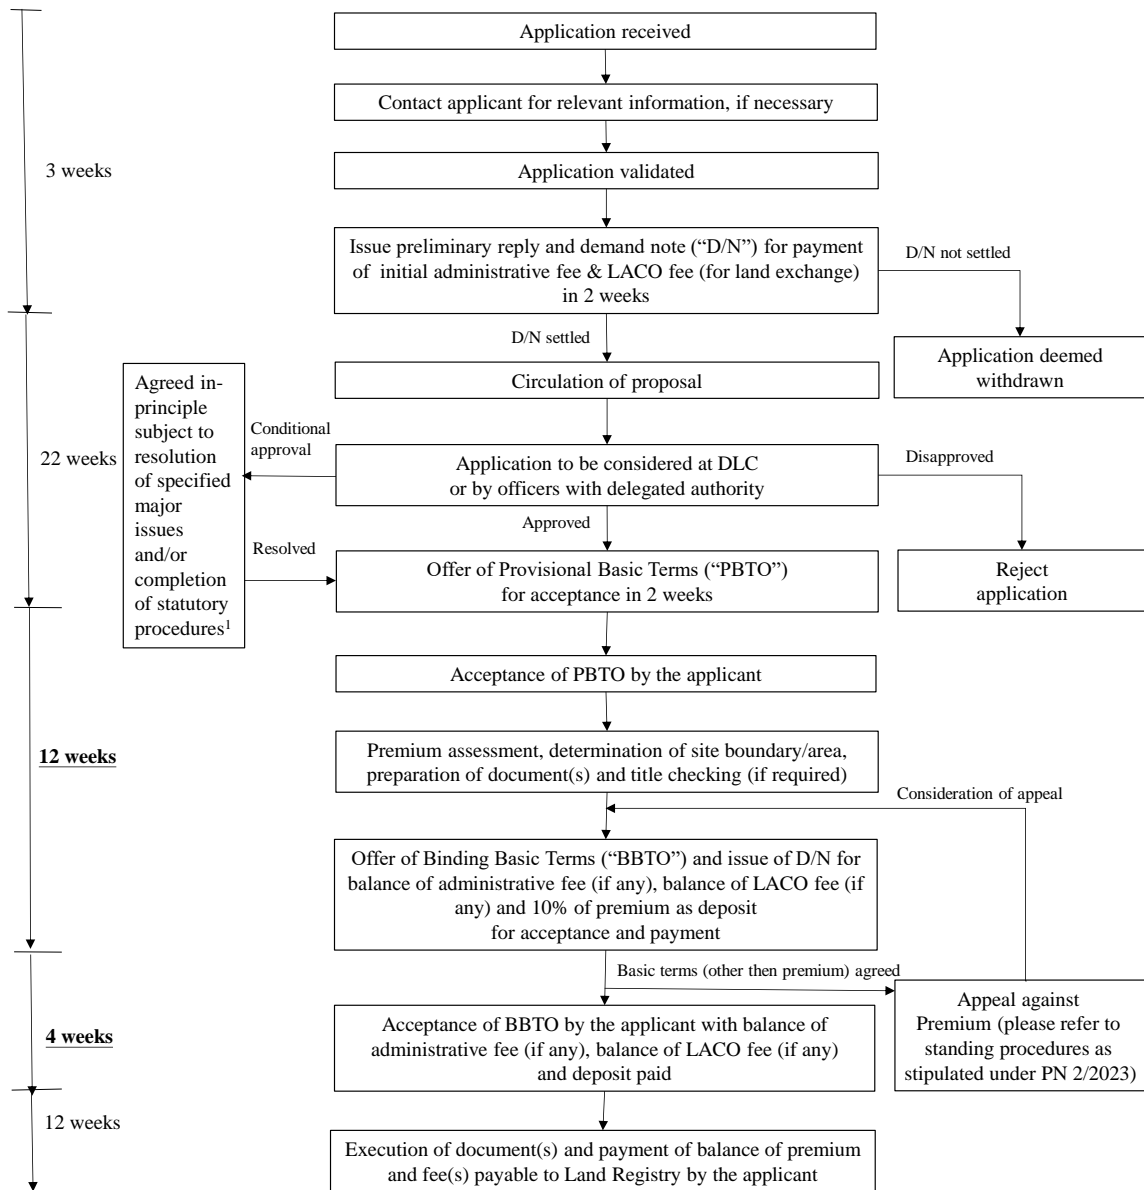 Application received
Contact applicant for relevant information, if necessary
3 weeks
Application validated
Issue preliminary reply and demand note (“D/N”) for payment
of initial administrative fee & LACO fee (for land exchange)
in 2 weeks
D/N not settled
D/N settled
Application deemed
withdrawn
Circulation of proposal
22 weeks
Agreed in-
principle
subject to
resolution
of specified
major
issues
and/or
completion
of statutory
procedures¹
Conditional
approval
Application to be considered at DLC
or by officers with delegated authority
Disapproved
Approved
Resolved
Offer of Provisional Basic Terms (“PBTO”)
for acceptance in 2 weeks
Reject
application
Acceptance of PBTO by the applicant
12 weeks
Premium assessment, determination of site boundary/area,
preparation of document(s) and title checking (if required)
Consideration of appeal
Offer of Binding Basic Terms (“BBTO”) and issue of D/N for
balance of administrative fee (if any), balance of LACO fee (if
any) and 10% of premium as deposit
for acceptance and payment
Basic terms (other then premium) agreed
Appeal against
Premium (please refer to
standing procedures as
stipulated under PN 2/2023)
4 weeks
Acceptance of BBTO by the applicant with balance of
administrative fee (if any), balance of LACO fee (if any)
and deposit paid
12 weeks
Execution of document(s) and payment of balance of premium
and fee(s) payable to Land Registry by the applicant